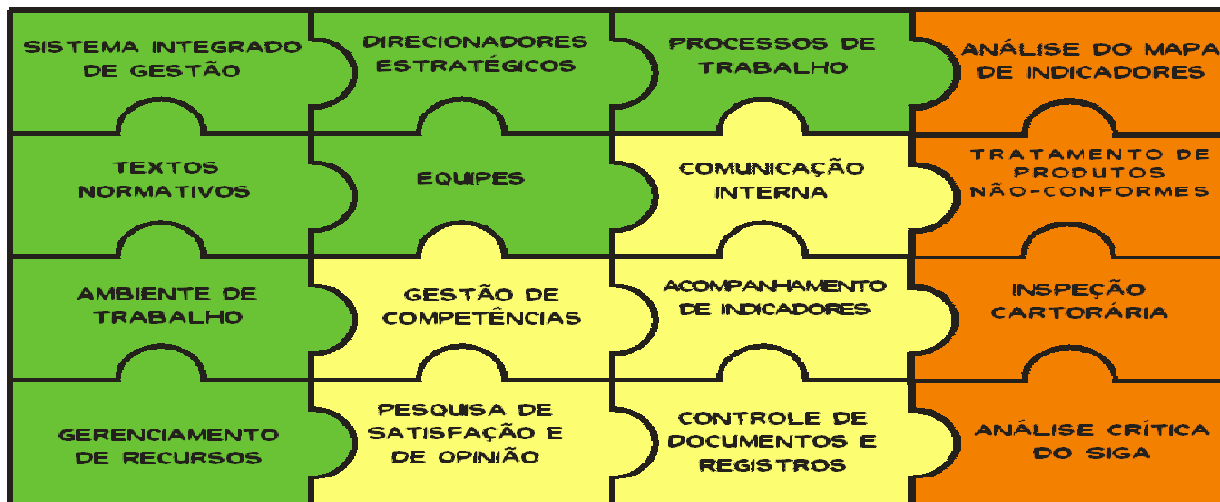 SISTEMA INTEGRADO
DE GESTÃO
DIRECIONADORES
ESTRATÉGICOS
PROCESSOS DE
TRABALHO
ANÁLISE DO MAPA
DE INDICADORES
TEXTOS
NORMATIVOS
EQUIPES
COMUNICAÇÃO
INTERNA
TRATAMENTO DE
PRODUTOS
NÃO-CONFORMES
AMBIENTE DE
TRABALHO
GESTÃO DE
COMPETÊNCIAS
ACOMPANHAMENTO
DE INDICADORES
INSPEÇÃO
CARTORÁRIA
GERENCIAMENTO
DE RECURSOS
PESQUISA DE
SATISFAÇÃO E
DE OPINIÃO
CONTROLE DE
DOCUMENTOS E
REGISTROS
ANÁLISE CRÍTICA
DO SIGA